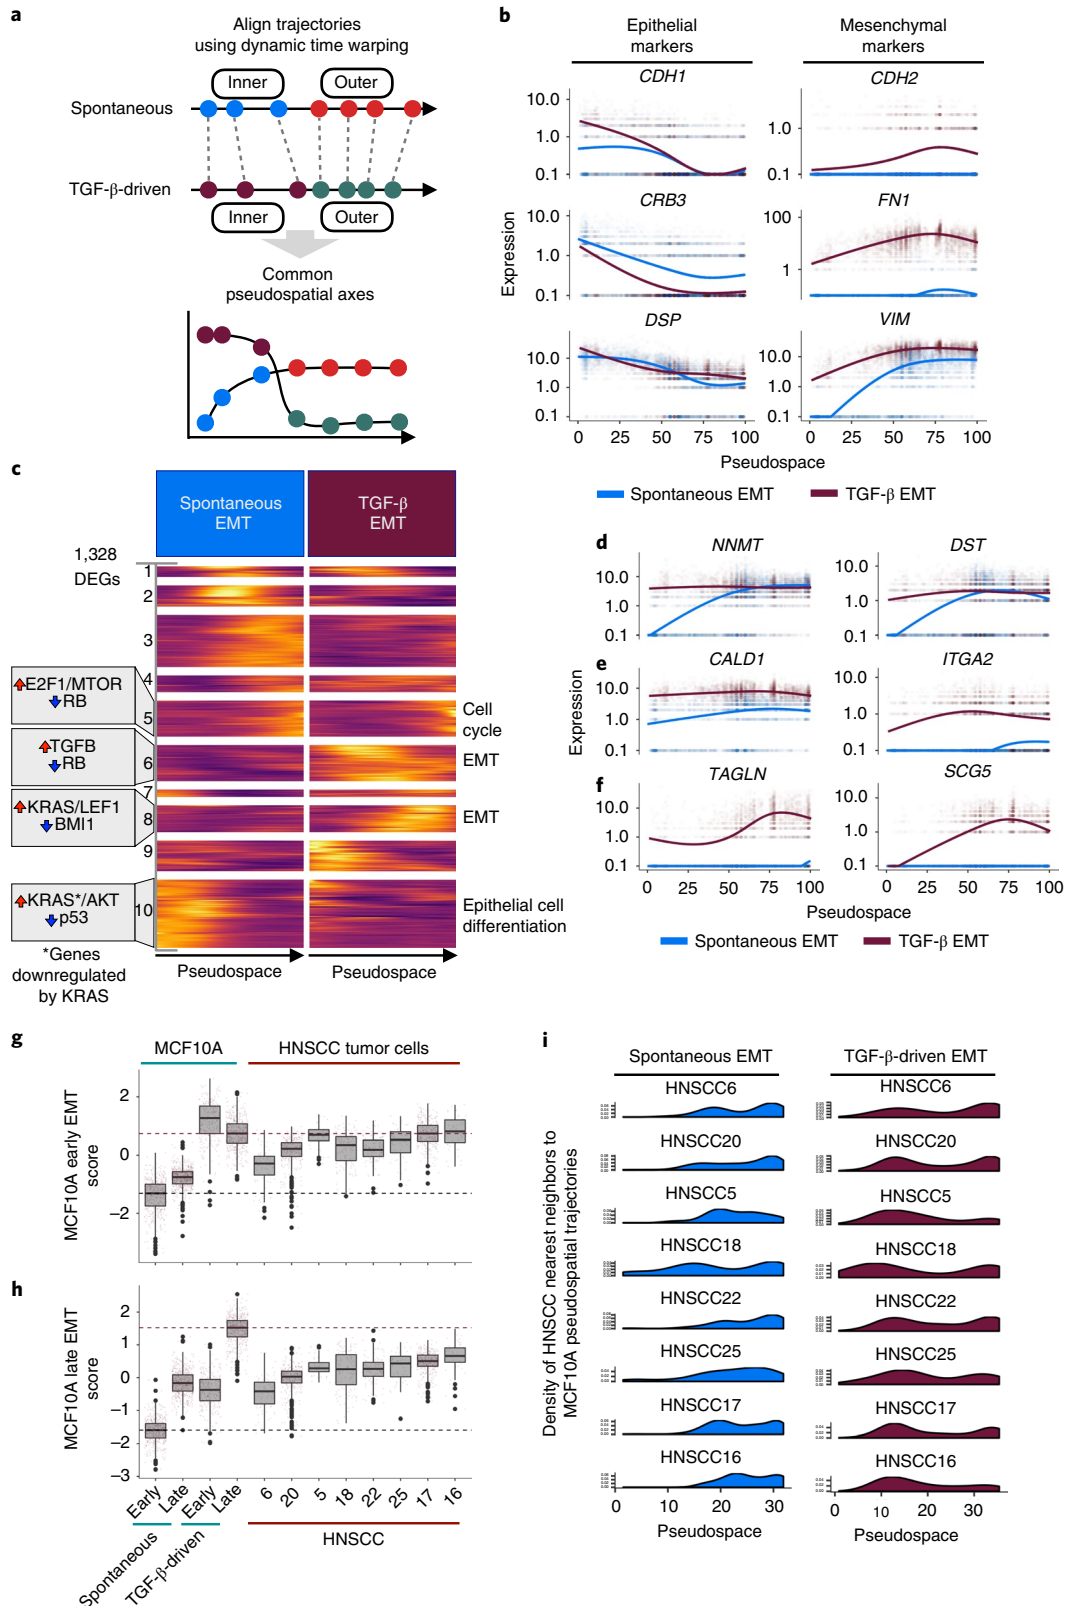 a
Align trajectories
using dynamic time warping
Inner
Outer
Spontaneous
TGF-β-driven
Inner
Outer
Common
pseudospatial axes
b
Epithelial
markers
Mesenchymal
markers
CDH1
CDH2
10.0
1.0
0.1
1.0
0.1
CRB3
FN1
10.0
1.0
0.1
100
1
0.1
Expression
DSP
VIM
10.0
1.0
0.1
10.0
1.0
0.1
0 25 50 75 100
0 25 50 75 100
Pseudospace
Spontaneous EMT
TGF-β EMT
c
Spontaneous
EMT
TGF-β
EMT
1,328
DEGs
1
2
3
4
5
6
7
8
9
10
E2F1/MTOR
RB
TGFB
RB
KRAS/LEF1
BMI1
KRAS*/AKT
p53
*Genes
downregulated
by KRAS
Cell
cycle
EMT
EMT
Epithelial cell
differentiation
Pseudospace
Pseudospace
d
NNMT
DST
10.0
1.0
0.1
10.0
1.0
0.1
e
CALD1
ITGA2
10.0
1.0
0.1
10.0
1.0
0.1
Expression
f
TAGLN
SCG5
10.0
1.0
0.1
10.0
1.0
0.1
0 25 50 75 100
0 25 50 75 100
Pseudospace
Spontaneous EMT
TGF-β EMT
g
MCF10A
HNSCC tumor cells
MCF10A early EMT
score
2
0
−2
h
MCF10A late EMT
score
2
1
0
−1
−2
−3
Early
Late
Early
Late
6
20
5
18
22
25
17
16
Spontaneous
TGF-β-driven
HNSCC
i
Spontaneous EMT
TGF-β-driven EMT
Density of HNSCC nearest neighbors to
MCF10A pseudospatial trajectories
HNSCC6
HNSCC6
HNSCC20
HNSCC20
HNSCC5
HNSCC5
HNSCC18
HNSCC18
HNSCC22
HNSCC22
HNSCC25
HNSCC25
HNSCC17
HNSCC17
HNSCC16
HNSCC16
0 10 20 30
10 20 30
Pseudospace
Pseudospace